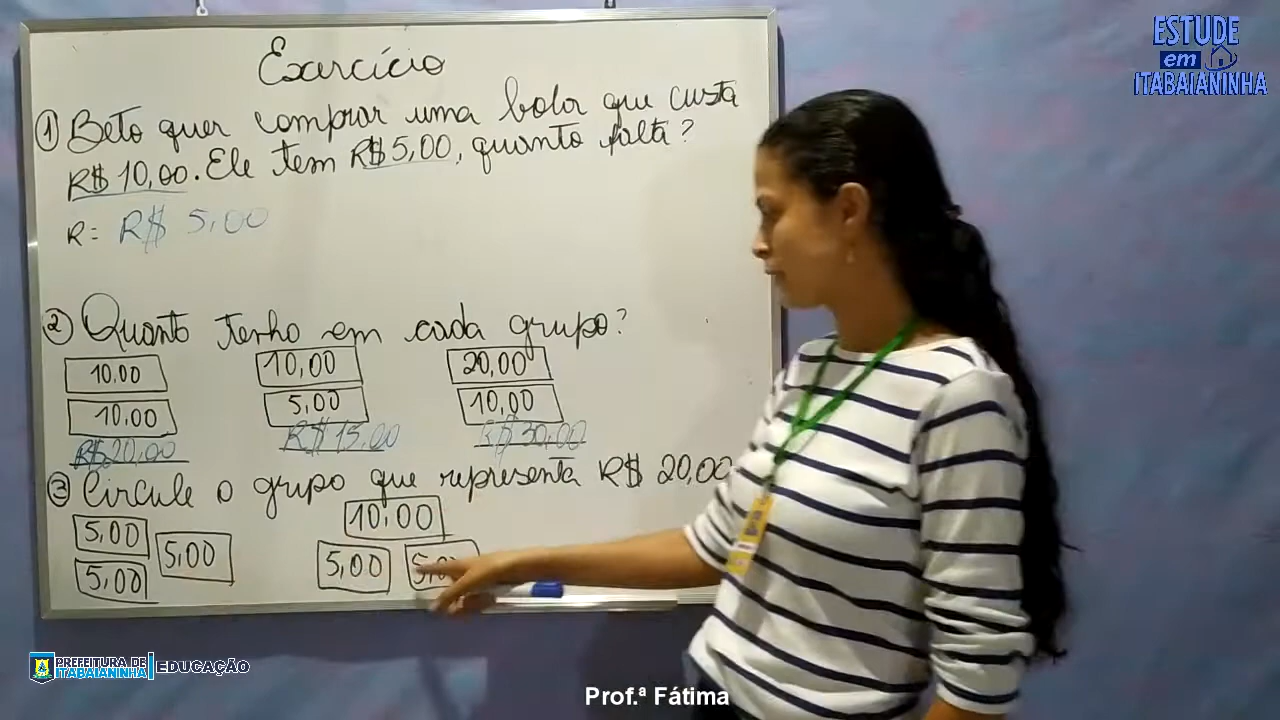 ESTUDE
em
ITABAIANINHA
Exercício
1 Beto quer comprar uma bola que custa
R$ 10,00. Ele tem R$ 5,00, quanto falta?
R = R$ 5,00
2 Quanto tenho em cada grupo?
10,00 10,00 20,00
10,00 5,00 10,00
R$ 20,00 R$ 15,00 R$ 30,00
3 Circule o grupo que representa R$ 20,00
5,00 5,00 10,00
5,00 5,00
PREFEITURA DE
ITABAIANINHA EDUCAÇÃO
Prof.ª Fátima